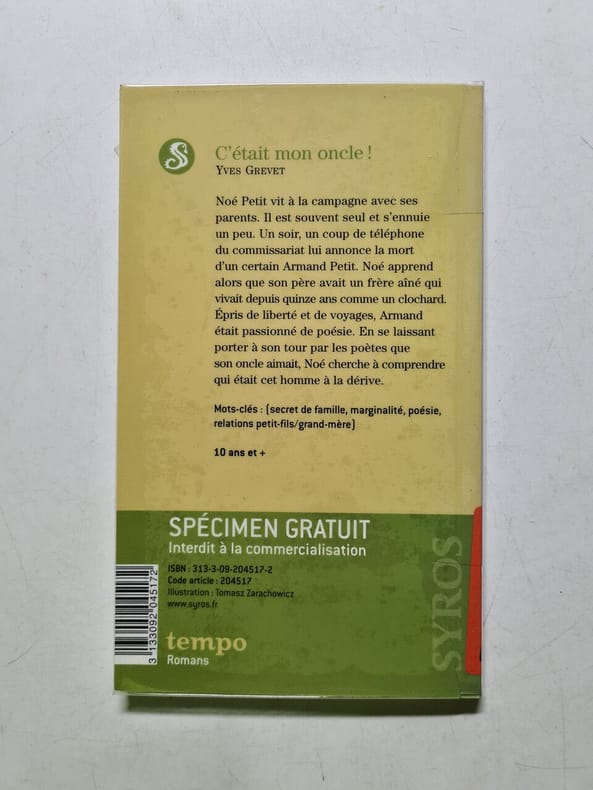 C'était mon oncle !
YVES GREVET
Noé Petit vit à la campagne avec ses
parents. Il est souvent seul et s'ennuie
un peu. Un soir, un coup de téléphone
du commissariat lui annonce la mort
d'un certain Armand Petit. Noé apprend
alors que son père avait un frère aîné qui
vivait depuis quinze ans comme un clochard.
Épris de liberté et de voyages, Armand
était passionné de poésie. En se laissant
porter à son tour par les poètes que
son oncle aimait, Noé cherche à comprendre
qui était cet homme à la dérive.
Mots-clés : (secret de famille, marginalité, poésie,
relations petit-fils/grand-mère)
10 ans et +
SPÉCIMEN GRATUIT
Interdit à la commercialisation
ISBN : 313-3-09-204517-2
Code article : 204517
Illustration : Tomasz Zarachowicz
www.syros.fr
3 133092 045172
tempo
Romans
SYROS